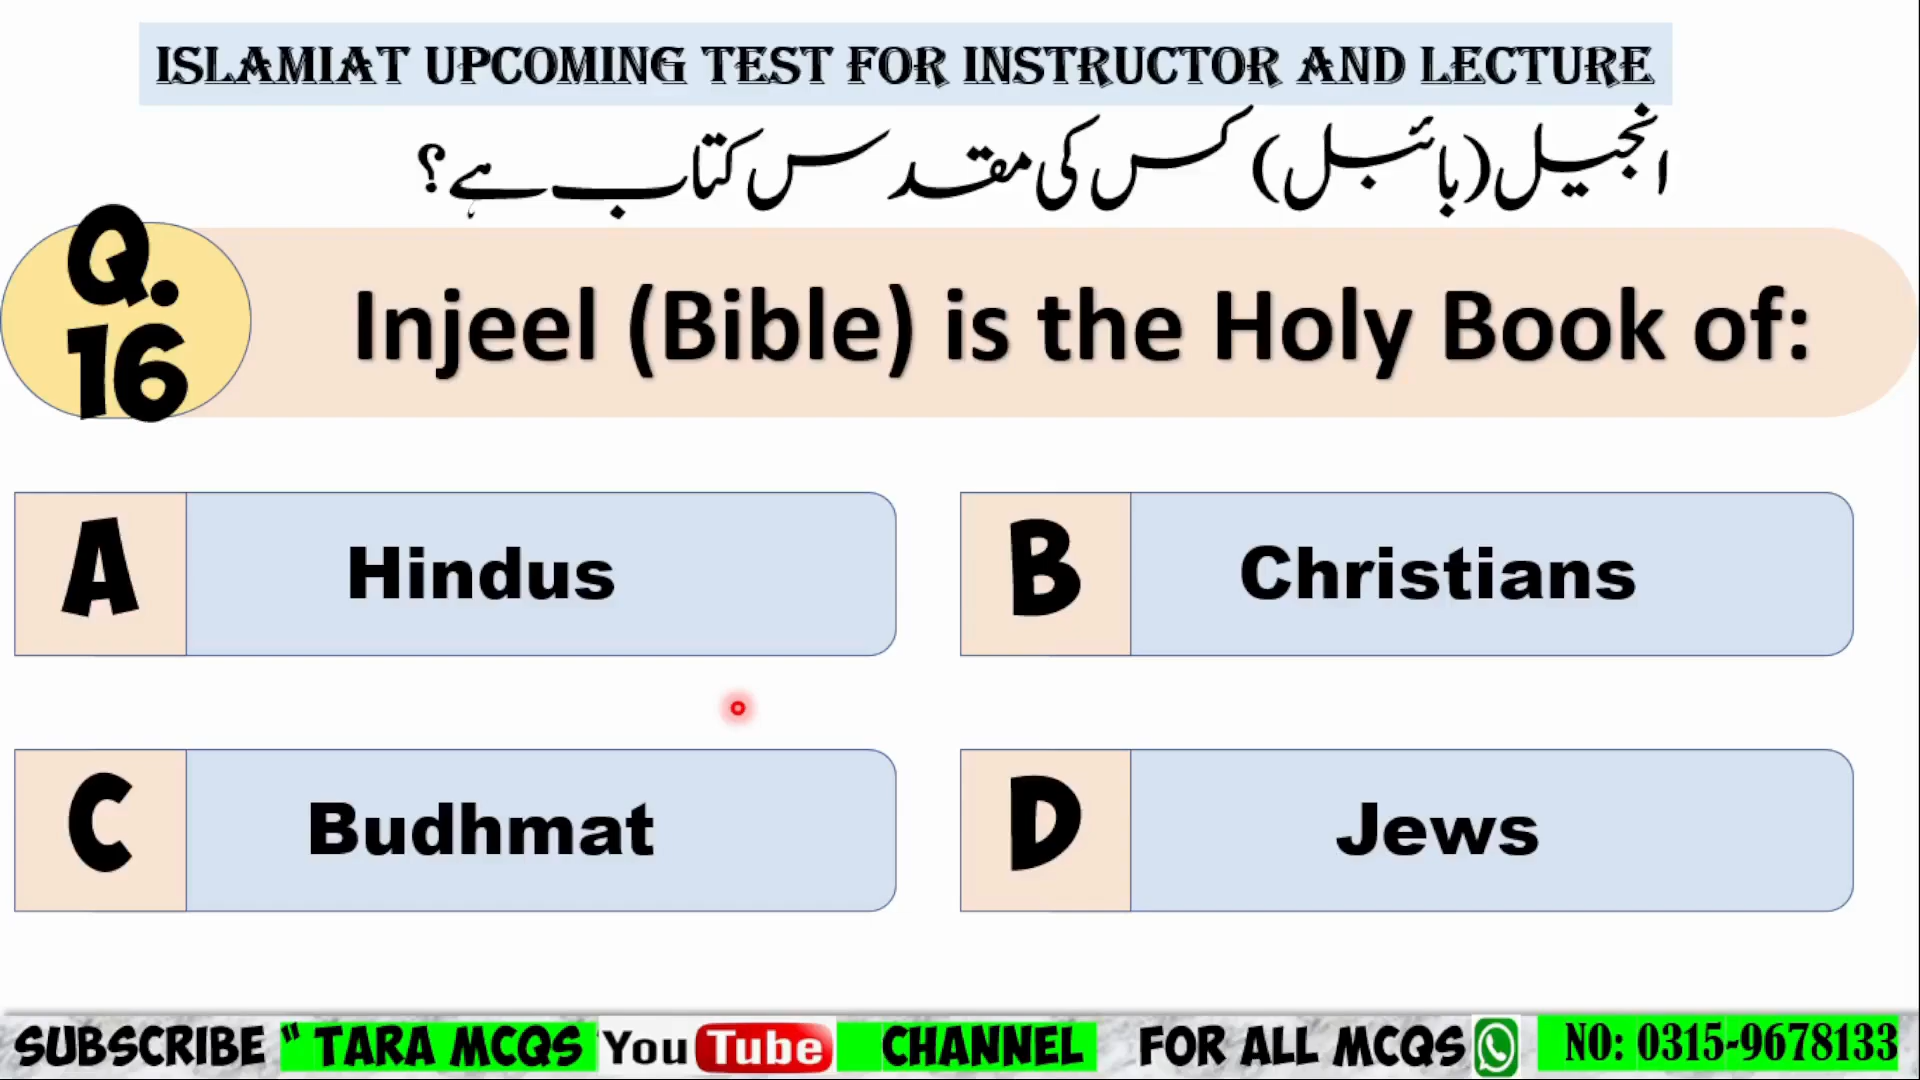 ISLAMIAT UPCOMING TEST FOR INSTRUCTOR AND LECTURE
انجیل(بائبل) کس کی مقدس کتاب ہے؟
Q. 16
Injeel (Bible) is the Holy Book of:
A Hindus
B Christians
C Budhmat
D Jews
SUBSCRIBE " TARA MCQS YouTube CHANNEL FOR ALL MCQS NO: 0315-9678133